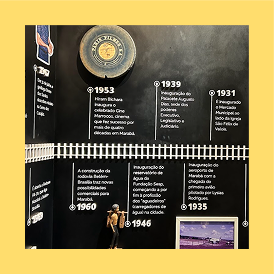 1953
Hiram Bichara
inaugura o
celebrado Cine
Marrocos, cinema
que fez sucesso por
mais de quatro
décadas em Marabá.
1939
Inauguração do
Palacete Augusto
Dias, sede dos
poderes
Executivo,
Legislativo e
Judiciário.
1931
É inaugurado
o Mercado
Municipal ao
lado da Igreja
São Félix de
Valois.
A construção da
rodovia Belém-
Brasília traz novas
possibilidades
comerciais para
Marabá.
1960
Inauguração do
reservatório de
água da
Fundação Sesp,
começando a por
fim à profissão
dos "aguadeiros"
(carregadores de
água) na cidade.
1946
Inauguração do
aeroporto de
Marabá com a
chegada do
primeiro avião
pilotado por Lysias
Rodrigues.
1935